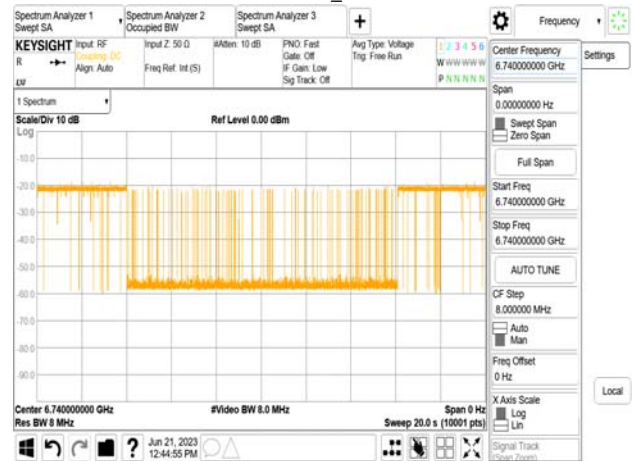 Spectrum Analyzer 1
Swept SA
Spectrum Analyzer 2
Occupied BW
Spectrum Analyzer 3
Swept SA
+
Frequency
KEYSIGHT
R
LXI
Input: RF
Coupling: DC
Align: Auto
Input Z: 50 Ω
Freq Ref: Int (S)
#Atten: 10 dB
PNO: Fast
Gate: Off
IF Gain: Low
Sig Track: Off
Avg Type: Voltage
Trig: Free Run
1 2 3 4 5 6
W W W W W W
P N N N N N
Center Frequency
6.740000000 GHz
Settings
Span
0.00000000 Hz
Swept Span
Zero Span
Full Span
Start Freq
6.740000000 GHz
Stop Freq
6.740000000 GHz
AUTO TUNE
CF Step
8.000000 MHz
Auto
Man
Freq Offset
0 Hz
X Axis Scale
Log
Lin
Signal Track
(Span Zoom)
Local
1 Spectrum
Scale/Div 10 dB
Ref Level 0.00 dBm
Log
-10.0
-20.0
-30.0
-40.0
-50.0
-60.0
-70.0
-80.0
-90.0
Center 6.740000000 GHz
#Video BW 8.0 MHz
Span 0 Hz
Res BW 8 MHz
Sweep 20.0 s (10001 pts)
?
Jun 21, 2023
12:44:55 PM